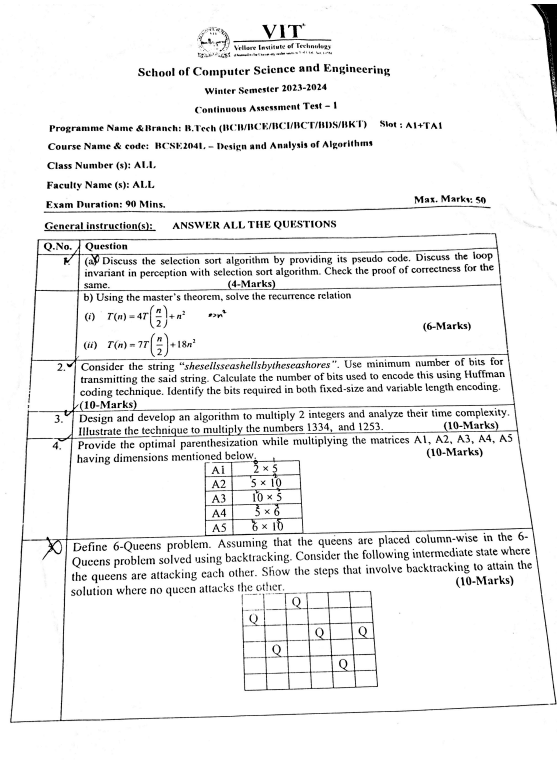 VIT
Vellore Institute of Technology
School of Computer Science and Engineering
Winter Semester 2023-2024
Continuous Assessment Test – I
Programme Name &Branch: B.Tech (BCB/BCE/BCI/BCT/BDS/BKT) Slot : A1+TA1
Course Name & code: BCSE204L – Design and Analysis of Algorithms
Class Number (s): ALL
Faculty Name (s): ALL
Exam Duration: 90 Mins. Max. Marks: 50
General instruction(s): ANSWER ALL THE QUESTIONS
Q.No. Question
(a) Discuss the selection sort algorithm by providing its pseudo code. Discuss the loop
invariant in perception with selection sort algorithm. Check the proof of correctness for the
same. (4-Marks)
b) Using the master's theorem, solve the recurrence relation
(i) T(n) = 4T(n/2) + n²
(6-Marks)
(ii) T(n) = 7T(n/2) + 18n²
2. Consider the string "shesellsseashellsbytheseashores". Use minimum number of bits for
transmitting the said string. Calculate the number of bits used to encode this using Huffman
coding technique. Identify the bits required in both fixed-size and variable length encoding.
(10-Marks)
3. Design and develop an algorithm to multiply 2 integers and analyze their time complexity.
Illustrate the technique to multiply the numbers 1334, and 1253. (10-Marks)
4. Provide the optimal parenthesization while multiplying the matrices A1, A2, A3, A4, A5
having dimensions mentioned below. (10-Marks)
A1 2 × 5
A2 5 × 10
A3 10 × 5
A4 5 × 6
A5 6 × 10
Define 6-Queens problem. Assuming that the queens are placed column-wise in the 6-
Queens problem solved using backtracking. Consider the following intermediate state where
the queens are attacking each other. Show the steps that involve backtracking to attain the
solution where no queen attacks the other. (10-Marks)
Q
Q
Q Q
Q
Q